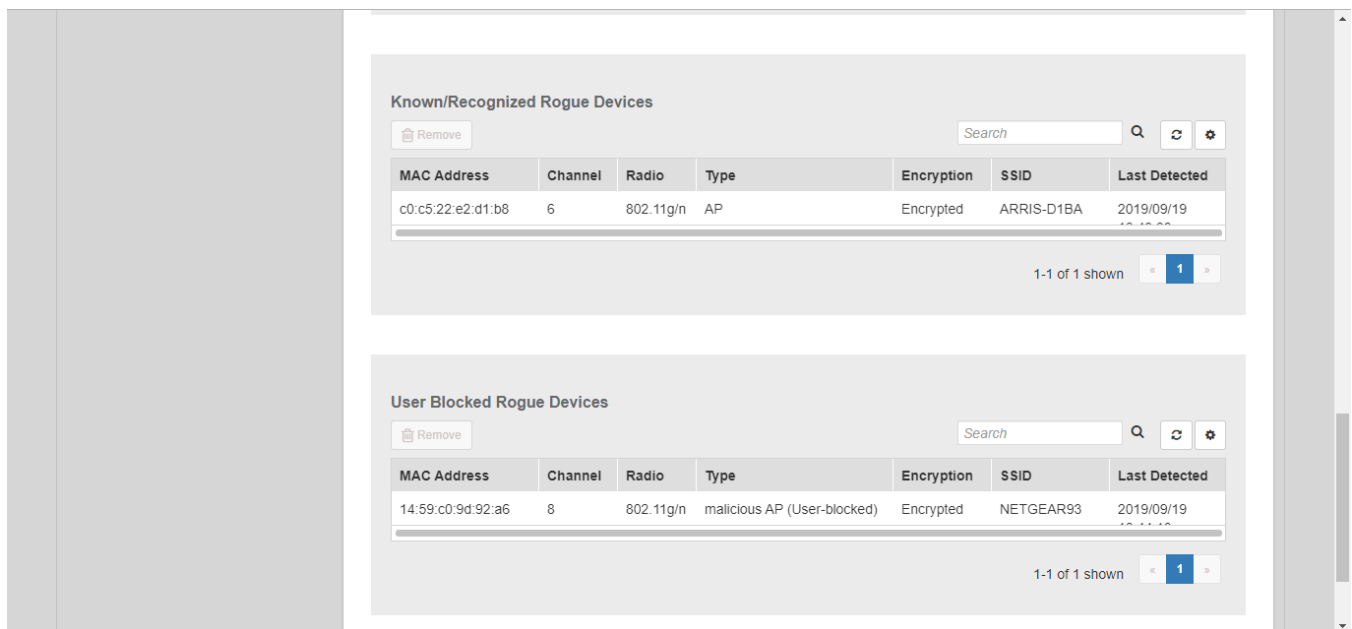 Known/Recognized Rogue Devices
Remove
Search
MAC Address Channel Radio Type Encryption SSID Last Detected
c0:c5:22:e2:d1:b8 6 802.11g/n AP Encrypted ARRIS-D1BA 2019/09/19
1-1 of 1 shown « 1 »
User Blocked Rogue Devices
Remove
Search
MAC Address Channel Radio Type Encryption SSID Last Detected
14:59:c0:9d:92:a6 8 802.11g/n malicious AP (User-blocked) Encrypted NETGEAR93 2019/09/19
1-1 of 1 shown « 1 »